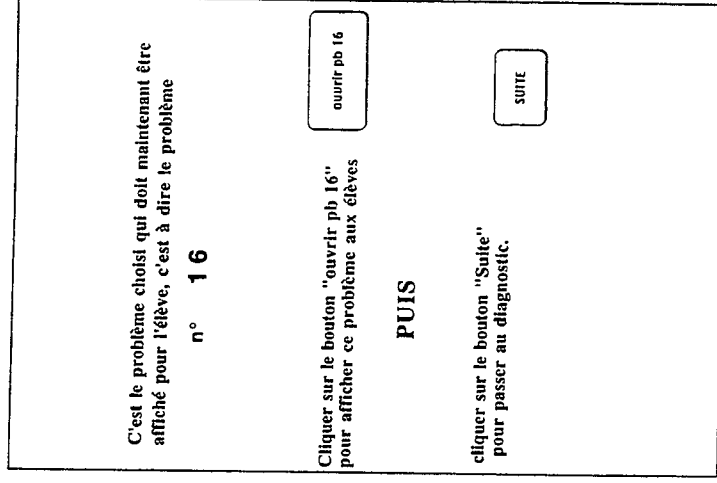 C'est le problème choisi qui doit maintenant être
affiché pour l'élève, c'est à dire le problème
n° 16
Cliquer sur le bouton "ouvrir pb 16"
pour afficher ce problème aux élèves
ouvrir pb 16
PUIS
cliquer sur le bouton "Suite"
pour passer au diagnostic.
SUITE